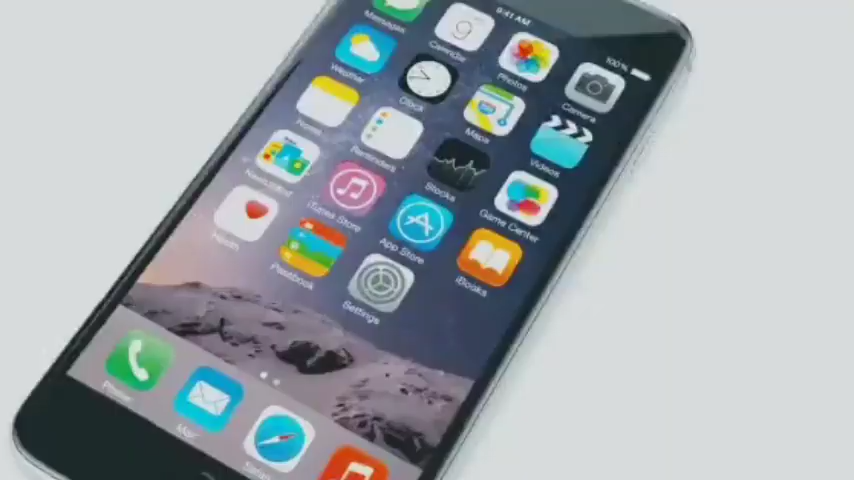 9:41 AM
100%
Messages
Calendar
9
Photos
Camera
Weather
Clock
Maps
Videos
Notes
Reminders
Stocks
Game Center
Newsstand
iTunes Store
App Store
iBooks
Health
Passbook
Settings
Phone
Mail
Safari